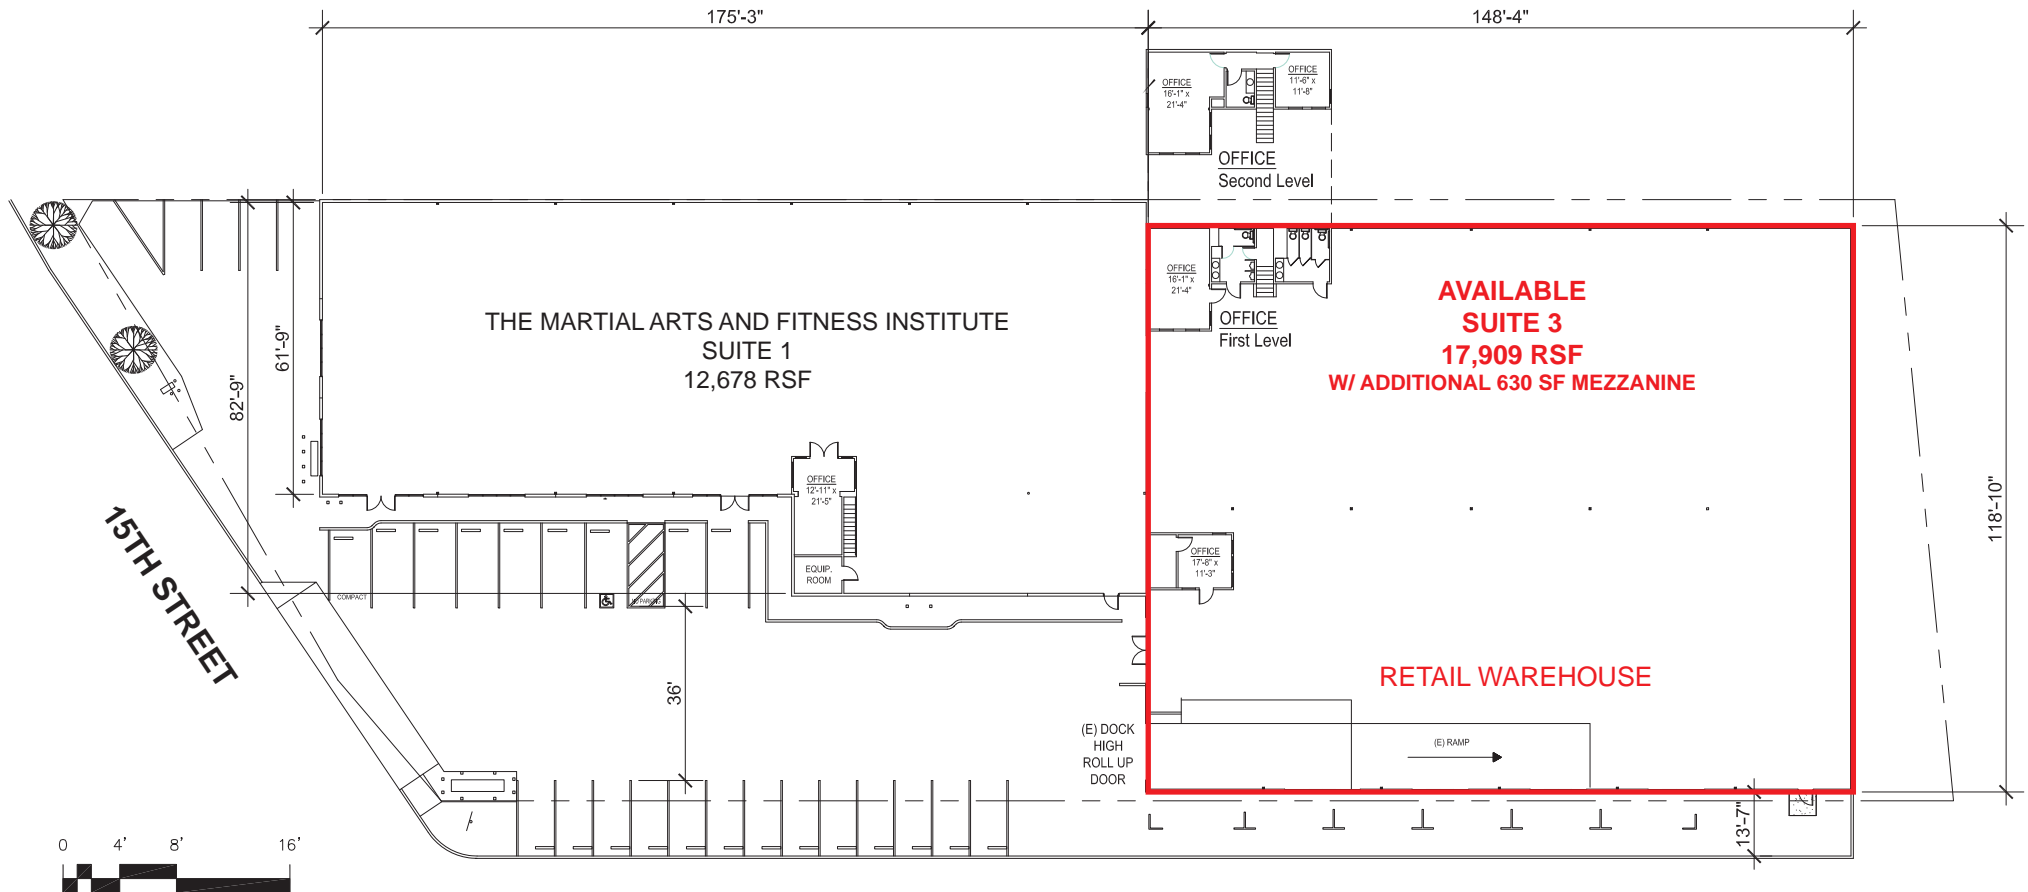 175'-3"
148'-4"
OFFICE
16'-1" x
21'-4"
OFFICE
11'-6" x
11'-8"
OFFICE
Second Level
OFFICE
16'-1" x
21'-4"
OFFICE
First Level
AVAILABLE
SUITE 3
17,909 RSF
W/ ADDITIONAL 630 SF MEZZANINE
THE MARTIAL ARTS AND FITNESS INSTITUTE
SUITE 1
12,678 RSF
61'-9"
82'-9"
118'-10"
OFFICE
12'-11" x
21'-5"
EQUIP.
ROOM
OFFICE
17'-8" x
11'-3"
15TH STREET
COMPACT
NO PARKING
36'
RETAIL WAREHOUSE
(E) DOCK
HIGH
ROLL UP
DOOR
(E) RAMP
13'-7"
0 4' 8' 16'